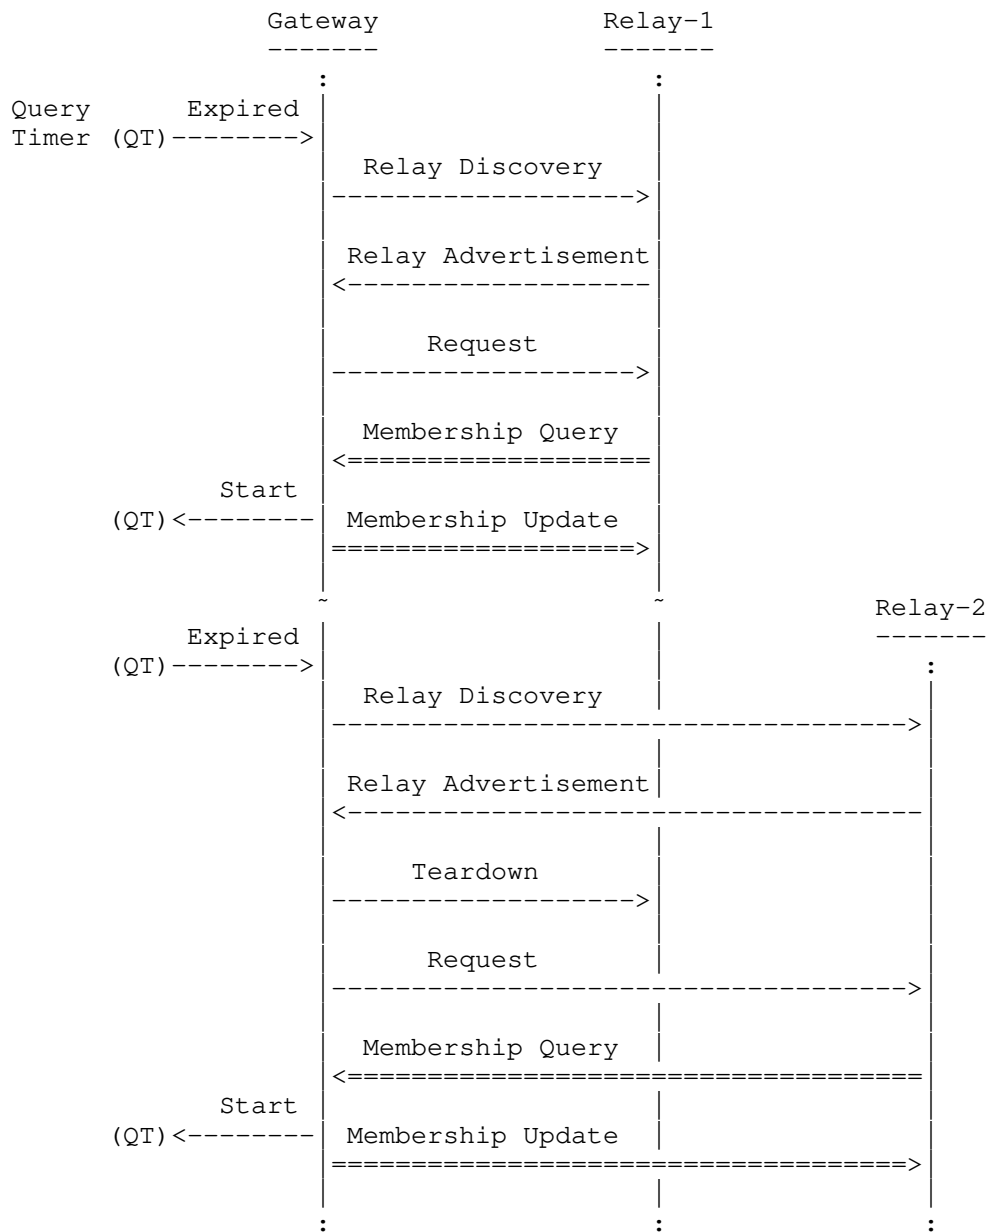 Gateway Relay-1
Query Expired
Timer (QT)
Relay Discovery
Relay Advertisement
Request
Membership Query
Start
(QT) Membership Update
Relay-2
Expired
(QT)
Relay Discovery
Relay Advertisement
Teardown
Request
Membership Query
Start
(QT) Membership Update